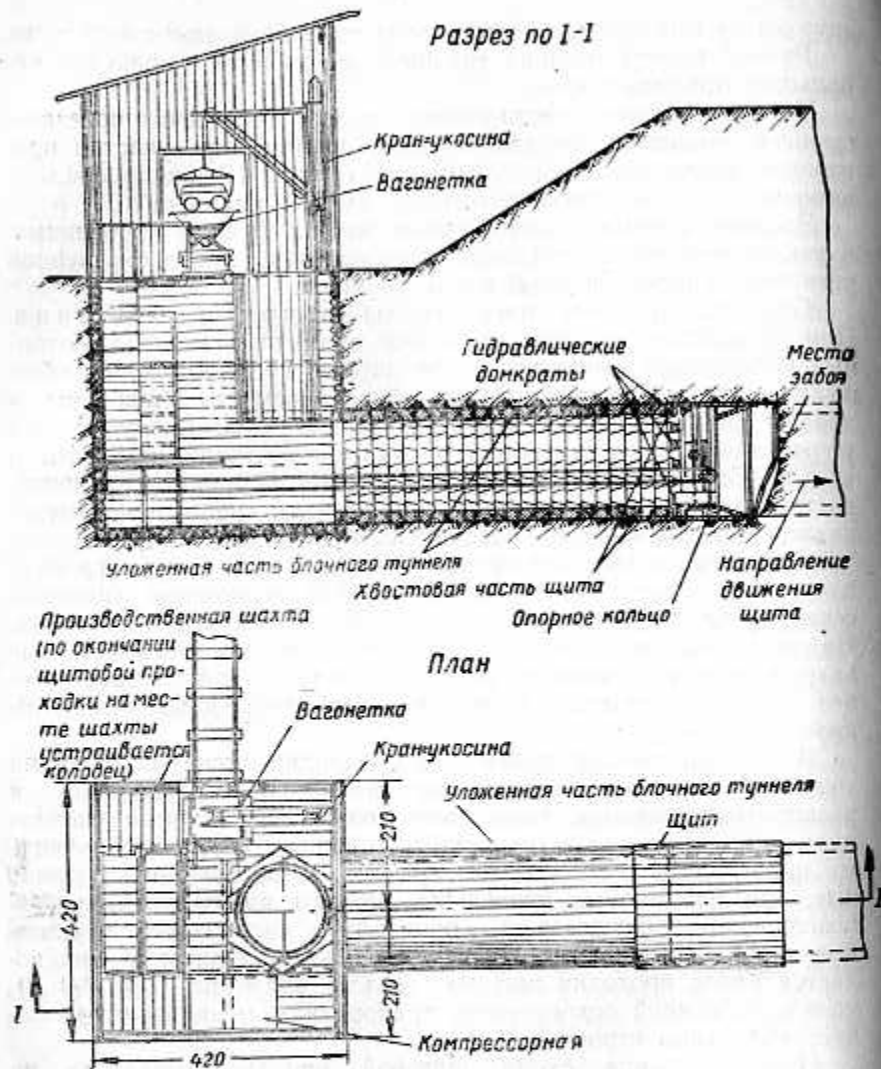 Разрез по I-I
Кран=укосина
Вагонетка
Гидравлические
домкраты
Места
забоя
Уложенная часть блочного туннеля
Хвостовая часть щита
Опорное кольцо
Направление
движения
щита
Производственная шахта
(по окончании
щитовой про-
ходки на мес-
те шахты
устраивается
колодец)
План
Вагонетка
Кран=укосина
Уложенная часть блочного туннеля
Щит
210
420
I
I
210
Компрессорная
420